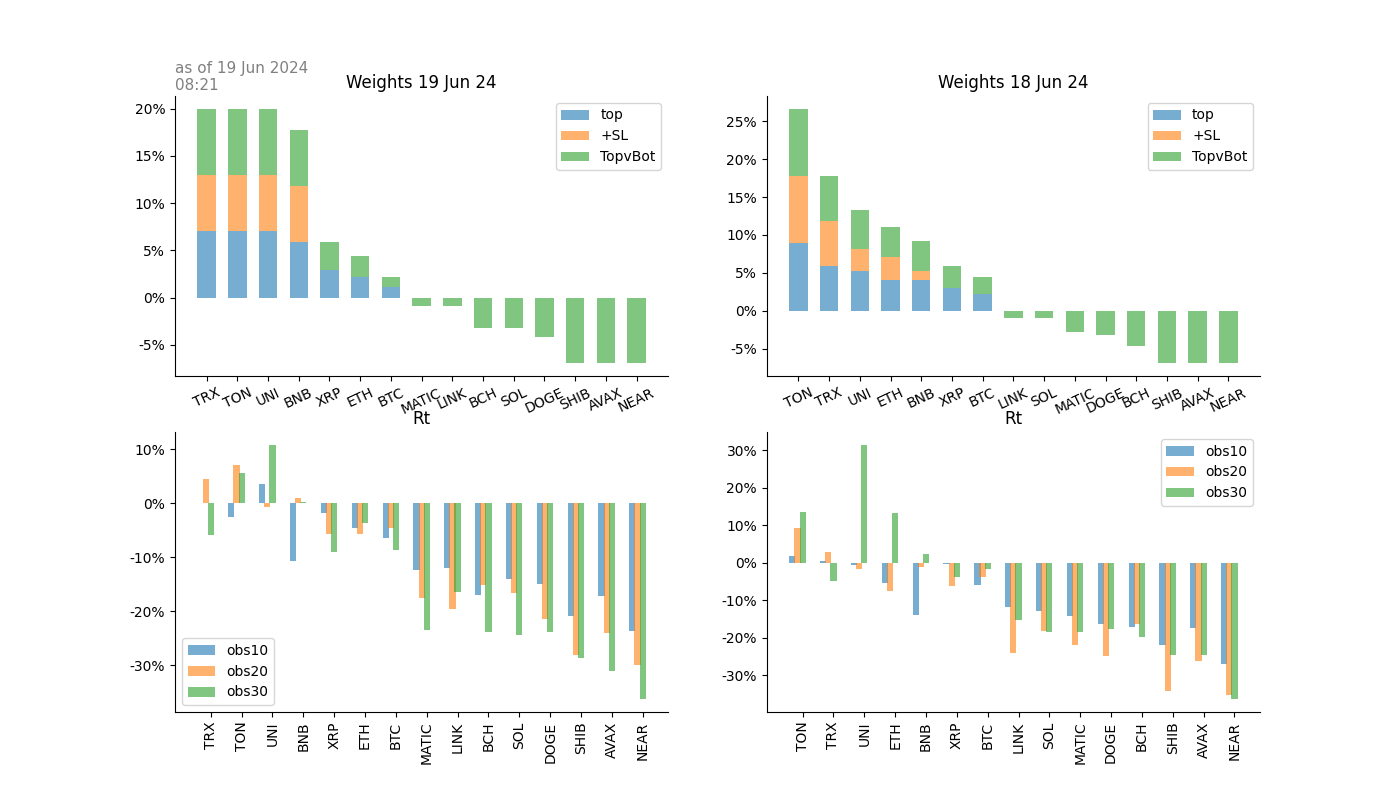 as of 19 Jun 2024
08:21
Weights 19 Jun 24
20%
15%
10%
5%
0%
-5%
top
+SL
TopvBot
TRX TON UNI BNB XRP ETH BTC MATIC LINK BCH SOL DOGE SHIB AVAX NEAR
Weights 18 Jun 24
25%
20%
15%
10%
5%
0%
-5%
top
+SL
TopvBot
TON TRX UNI ETH BNB XRP BTC LINK SOL MATIC DOGE BCH SHIB AVAX NEAR
Rt
10%
0%
-10%
-20%
-30%
obs10
obs20
obs30
TRX TON UNI BNB XRP ETH BTC MATIC LINK BCH SOL DOGE SHIB AVAX NEAR
Rt
30%
20%
10%
0%
-10%
-20%
-30%
obs10
obs20
obs30
TON TRX UNI ETH BNB XRP BTC LINK SOL MATIC DOGE BCH SHIB AVAX NEAR